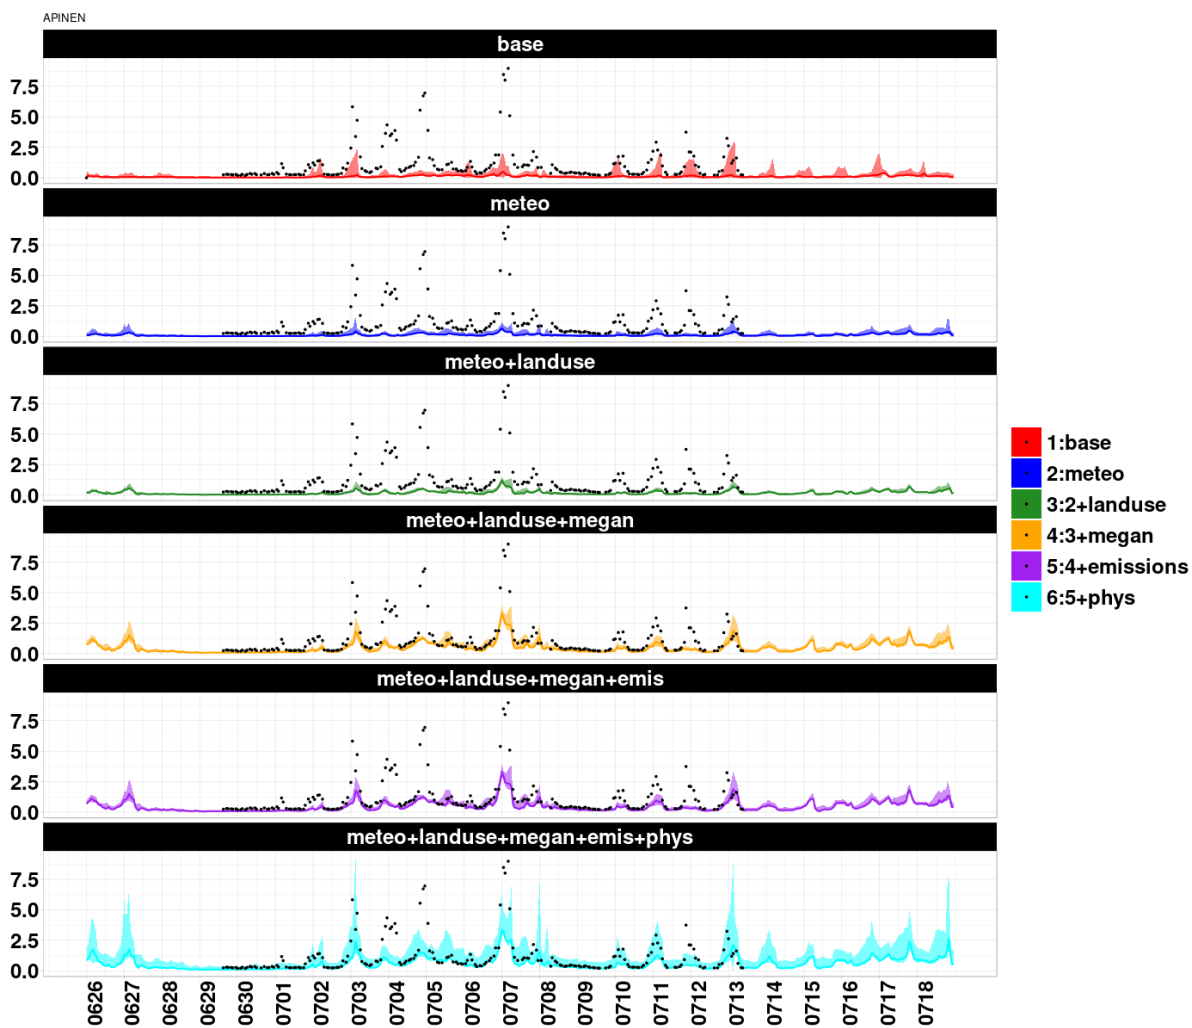 APINEN
base
7.5
5.0
2.5
0.0
meteo
7.5
5.0
2.5
0.0
meteo+landuse
7.5
5.0
2.5
0.0
meteo+landuse+megan
7.5
5.0
2.5
0.0
meteo+landuse+megan+emis
7.5
5.0
2.5
0.0
meteo+landuse+megan+emis+phys
7.5
5.0
2.5
0.0
0626 0627 0628 0629 0630 0701 0702 0703 0704 0705 0706 0707 0708 0709 0710 0711 0712 0713 0714 0715 0716 0717 0718
1:base
2:meteo
3:2+landuse
4:3+megan
5:4+emissions
6:5+phys